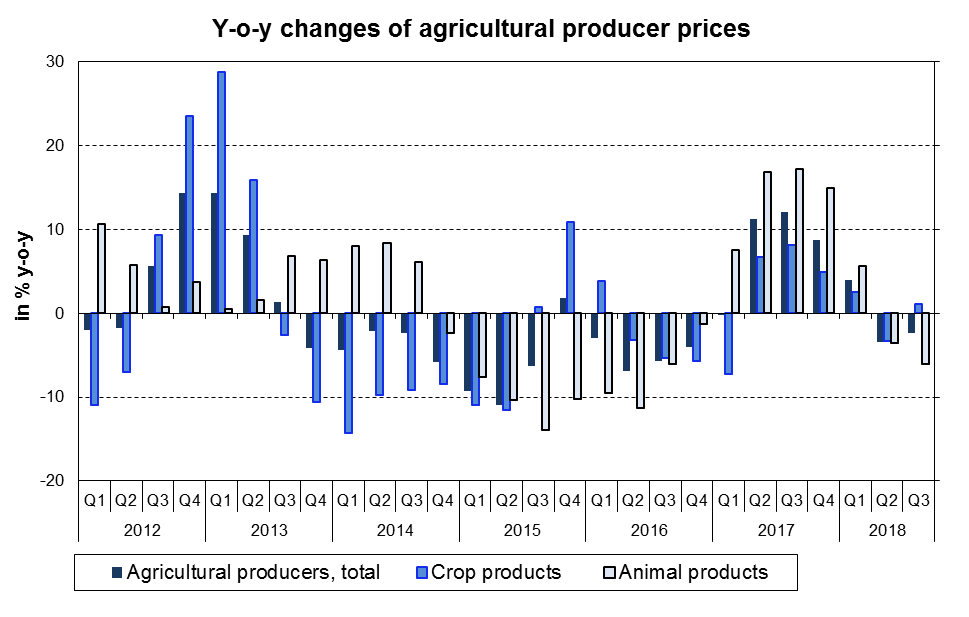 Y-o-y changes of agricultural producer prices
in % y-o-y
30
20
10
0
-10
-20
Q1 Q2 Q3 Q4 Q1 Q2 Q3 Q4 Q1 Q2 Q3 Q4 Q1 Q2 Q3 Q4 Q1 Q2 Q3 Q4 Q1 Q2 Q3 Q4 Q1 Q2 Q3
2012 2013 2014 2015 2016 2017 2018
Agricultural producers, total Crop products Animal products